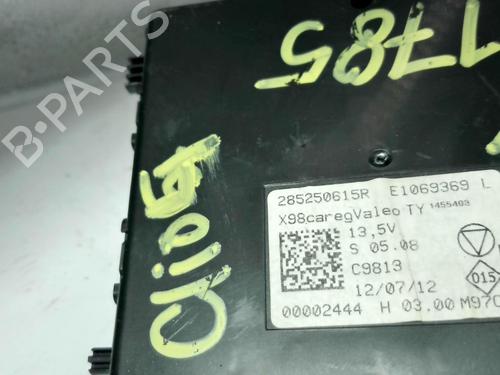 1785
Clio G4
B-PARTS
285250615R E1069369 L
X98caregValeo TY 1455403
13,5V
S 05.08
C9813
12/07/12
015
00002444 H 03.00 M970